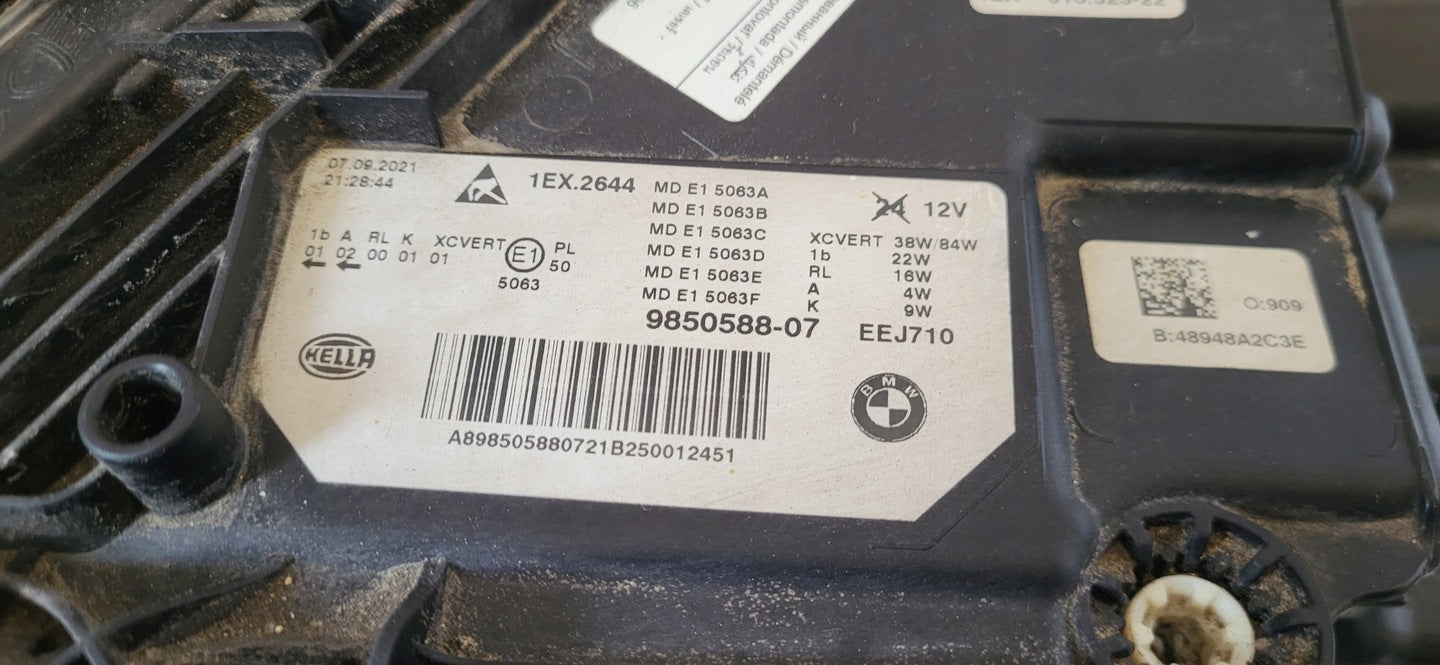 Demontelé
07.09.2021
21:28:44
1EX.2644
MD E1 5063A
MD E1 5063B
MD E1 5063C
MD E1 5063D
MD E1 5063E
MD E1 5063F
24 12V
1b A RL K XCVERT
01 02 00 01 01
E1
PL
50
5063
XCVERT 38W/84W
1b 22W
RL 16W
A 4W
K 9W
9850588-07
EEJ710
HELLA
BMW
A898505880721B250012451
O:909
B:48948A2C3E